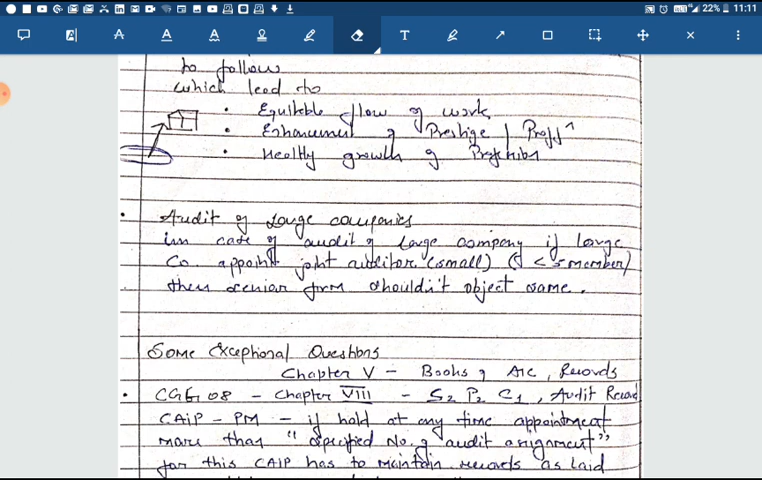 22% 11:11
to follow
which lead to
• Equitable flow of work
• Enhancement of Prestige /
• Healthy growth of
• Audit of large companies
in case of audit of large company if large
Co. appoint joint auditor (small) ( < 5 member)
then senior firm shouldn't object same.
Some Exceptional Questions
Chapter V - Books of A/c, Records
• - Chapter VIII - S2 P2 C1, Audit Record
CAiP - PM - if hold at any time appointment
more than "specified No. of audit assignment"
for this CAiP has to maintain records as laid